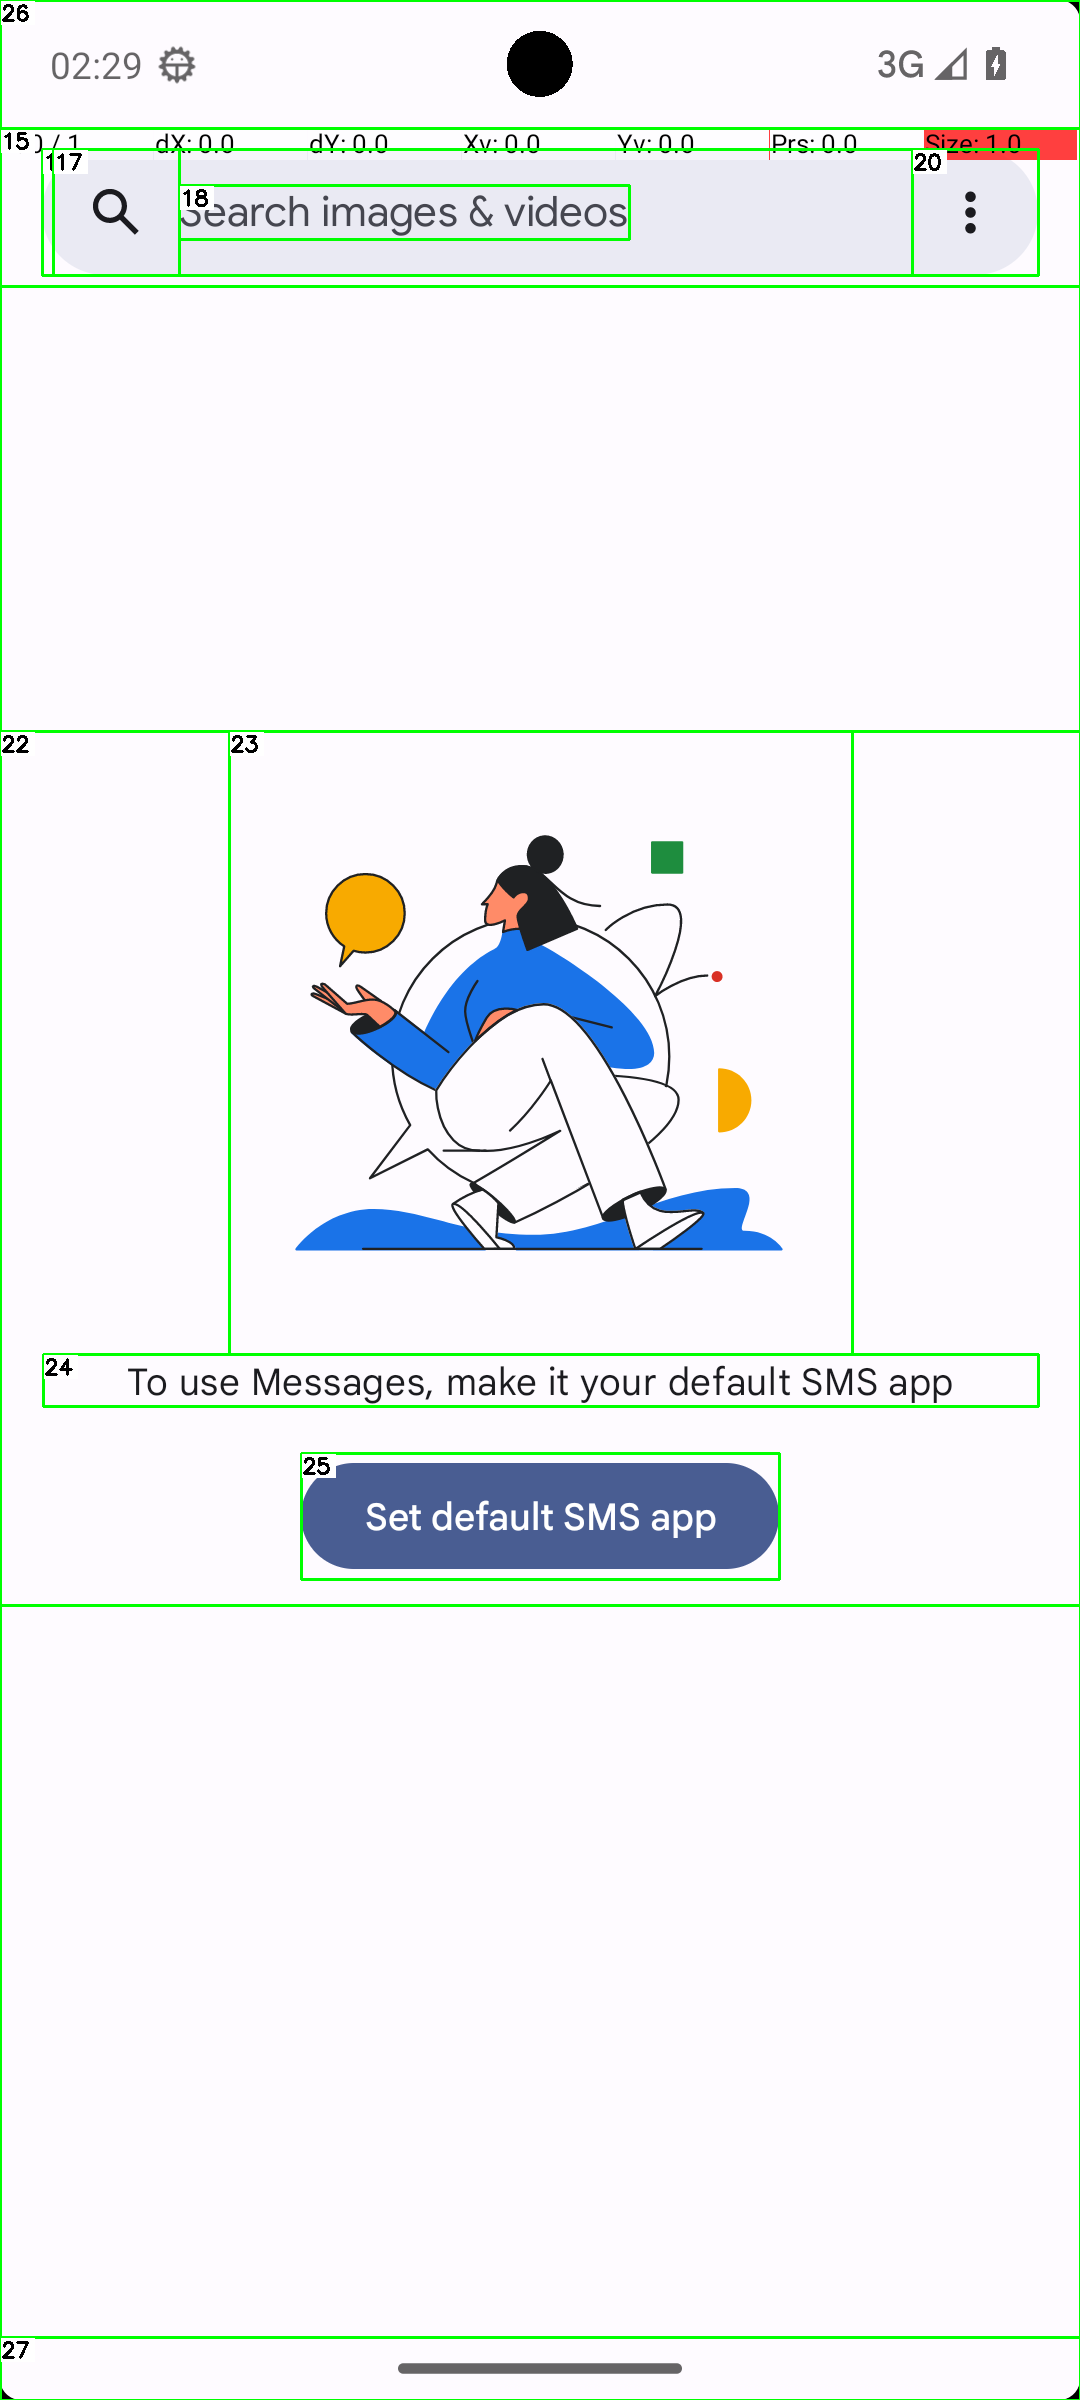 26
02:29
3G
15
0 / 1 dX: 0.0 dY: 0.0 Xv: 0.0 Yv: 0.0 Prs: 0.0 Size: 1.0
117
20
18
Search images & videos
22
23
24
To use Messages, make it your default SMS app
25
Set default SMS app
27